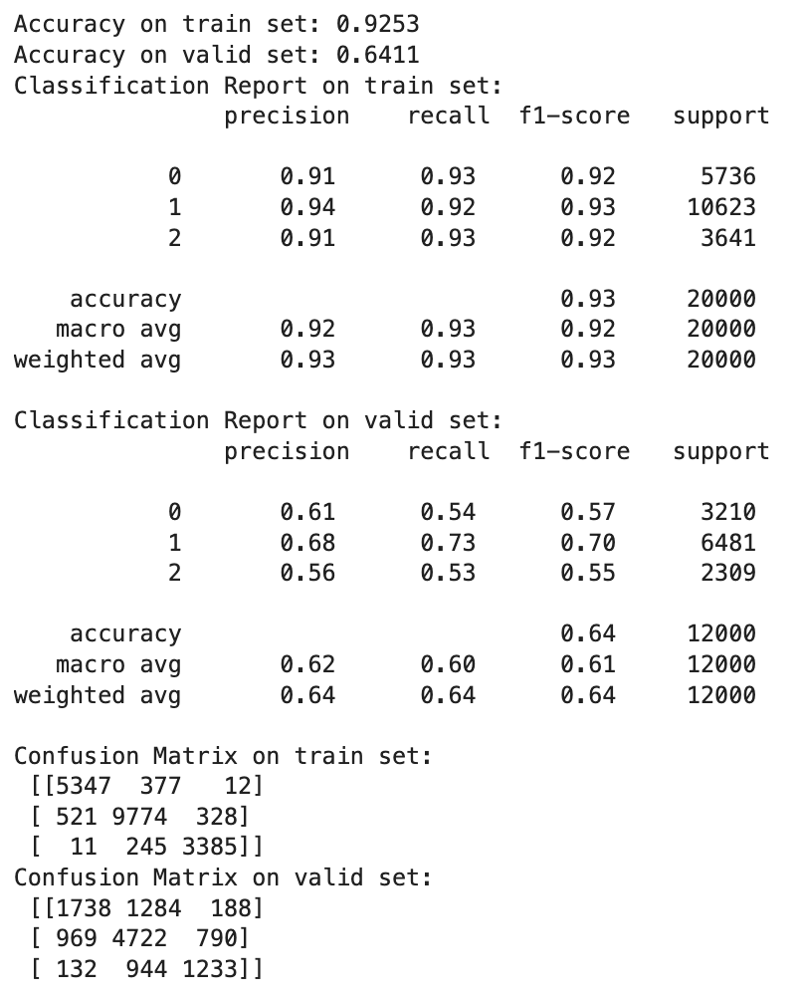 Accuracy on train set: 0.9253
Accuracy on valid set: 0.6411
Classification Report on train set:
              precision    recall  f1-score   support

           0       0.91      0.93      0.92      5736
           1       0.94      0.92      0.93     10623
           2       0.91      0.93      0.92      3641

    accuracy                           0.93     20000
   macro avg       0.92      0.93      0.92     20000
weighted avg       0.93      0.93      0.93     20000

Classification Report on valid set:
              precision    recall  f1-score   support

           0       0.61      0.54      0.57      3210
           1       0.68      0.73      0.70      6481
           2       0.56      0.53      0.55      2309

    accuracy                           0.64     12000
   macro avg       0.62      0.60      0.61     12000
weighted avg       0.64      0.64      0.64     12000

Confusion Matrix on train set:
 [[5347  377   12]
 [ 521 9774  328]
 [  11  245 3385]]
Confusion Matrix on valid set:
 [[1738 1284  188]
 [ 969 4722  790]
 [ 132  944 1233]]